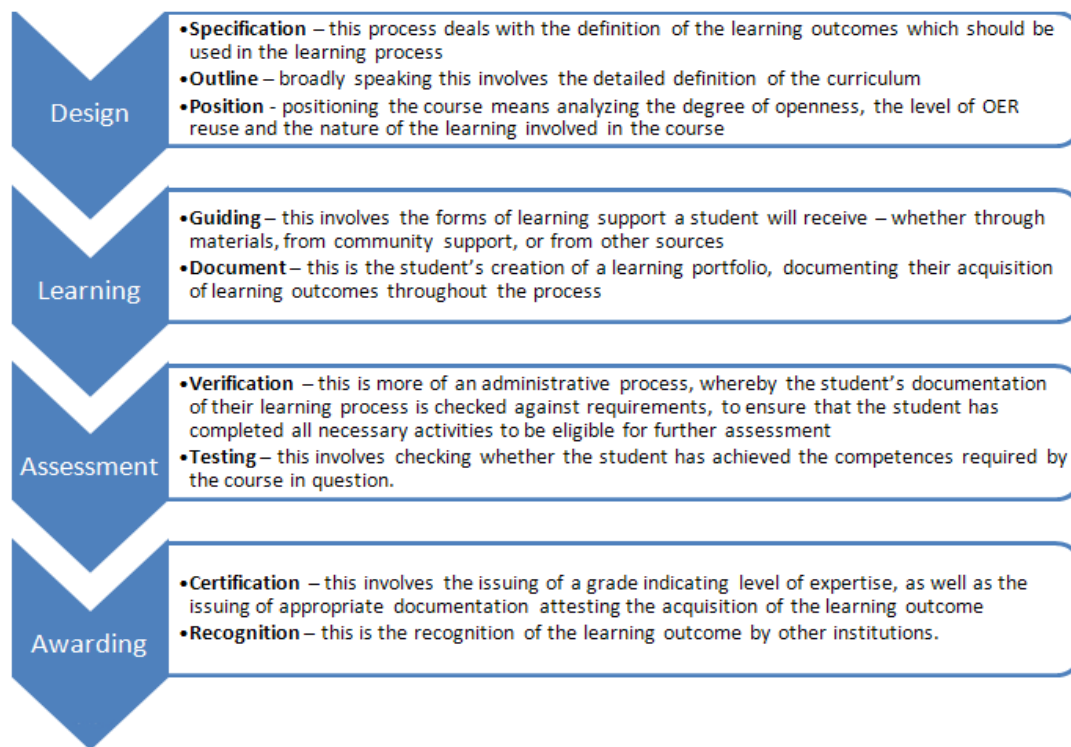 Design
•Specification – this process deals with the definition of the learning outcomes which should be
used in the learning process
•Outline – broadly speaking this involves the detailed definition of the curriculum
•Position - positioning the course means analyzing the degree of openness, the level of OER
reuse and the nature of the learning involved in the course
Learning
•Guiding – this involves the forms of learning support a student will receive – whether through
materials, from community support, or from other sources
•Document – this is the student’s creation of a learning portfolio, documenting their acquisition
of learning outcomes throughout the process
Assessment
•Verification – this is more of an administrative process, whereby the student’s documentation
of their learning process is checked against requirements, to ensure that the student has
completed all necessary activities to be eligible for further assessment
•Testing – this involves checking whether the student has achieved the competences required by
the course in question.
Awarding
•Certification – this involves the issuing of a grade indicating level of expertise, as well as the
issuing of appropriate documentation attesting the acquisition of the learning outcome
•Recognition – this is the recognition of the learning outcome by other institutions.